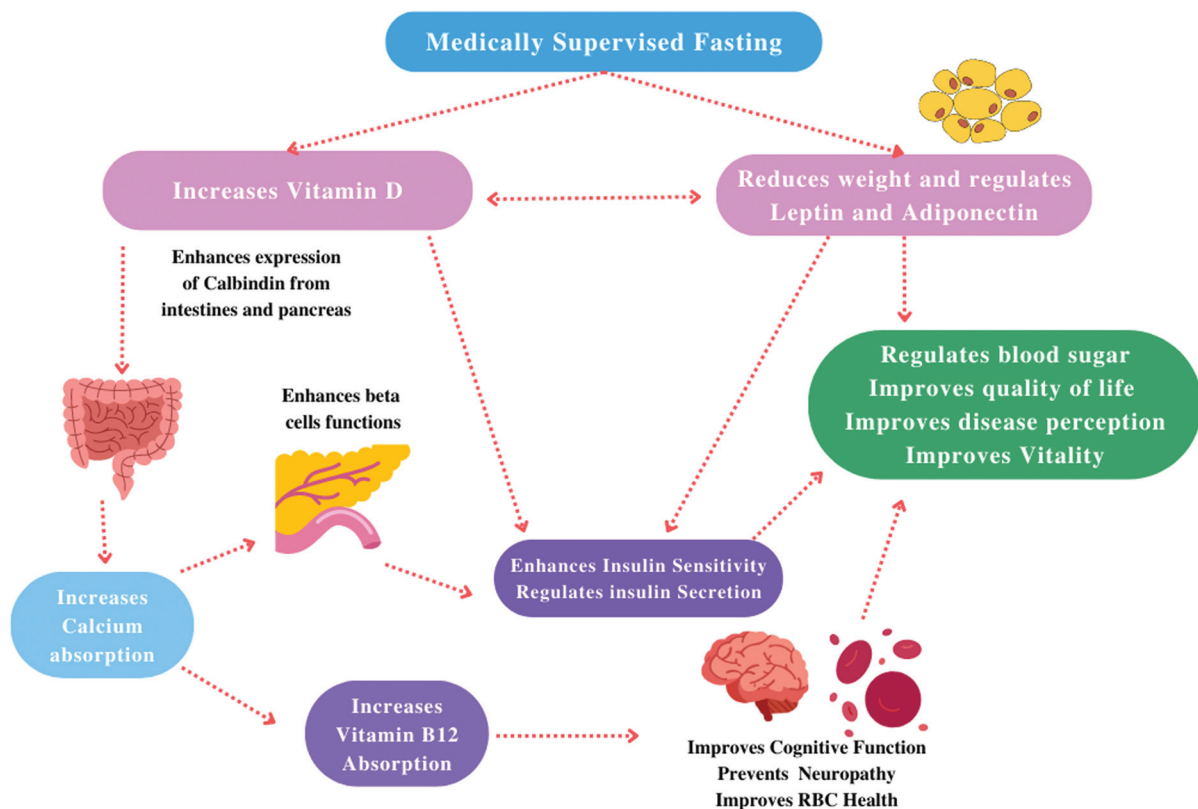 Medically Supervised Fasting
Increases Vitamin D
Reduces weight and regulates
Leptin and Adiponectin
Enhances expression
of Calbindin from
intestines and pancreas
Regulates blood sugar
Improves quality of life
Improves disease perception
Improves Vitality
Enhances beta
cells functions
Enhances Insulin Sensitivity
Regulates insulin Secretion
Increases
Calcium
absorption
Increases
Vitamin B12
Absorption
Improves Cognitive Function
Prevents Neuropathy
Improves RBC Health